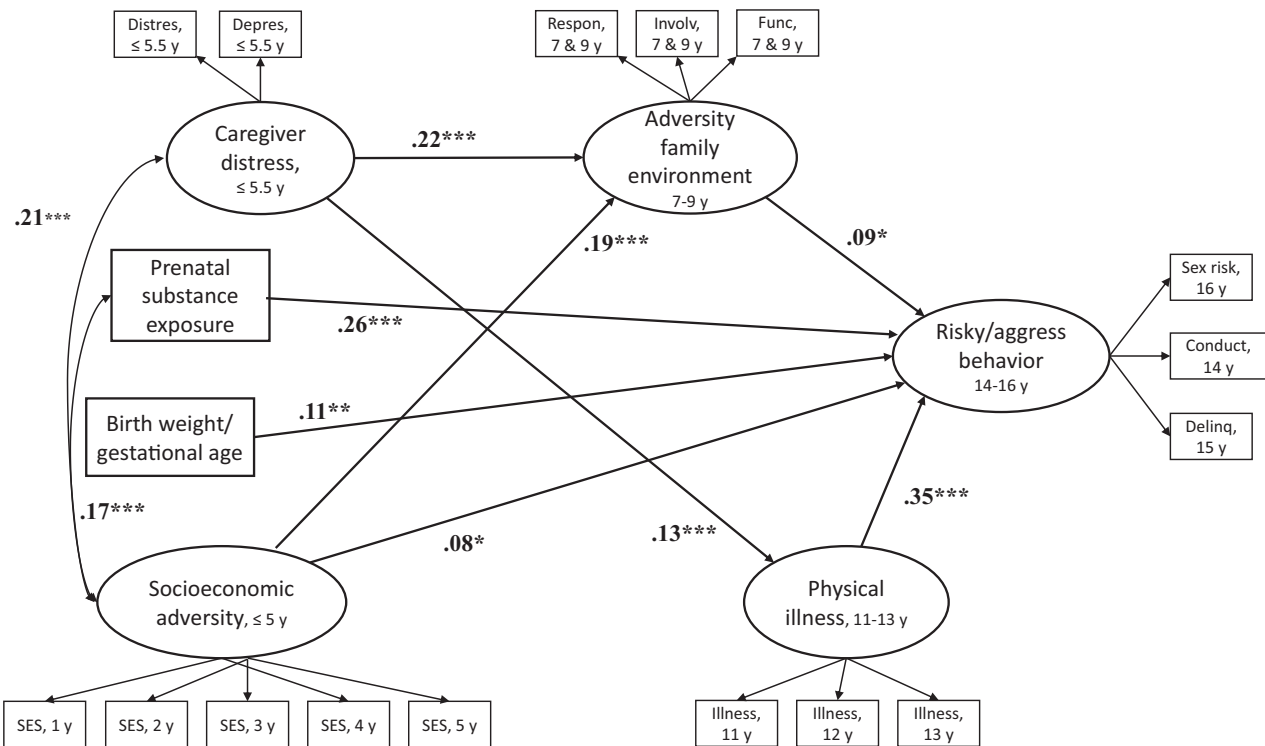 Distres,
≤ 5.5 y
Depres,
≤ 5.5 y
Respon,
7 & 9 y
Involv,
7 & 9 y
Func,
7 & 9 y
Caregiver
distress,
≤ 5.5 y
.22***
Adversity
family
environment
7-9 y
.21***
.19***
.09*
Prenatal
substance
exposure
.26***
Sex risk,
16 y
Risky/aggress
behavior
14-16 y
Conduct,
14 y
Delinq,
15 y
Birth weight/
gestational age
.11**
.17***
.08*
.13***
.35***
Socioeconomic
adversity, ≤ 5 y
Physical
illness, 11-13 y
SES, 1 y
SES, 2 y
SES, 3 y
SES, 4 y
SES, 5 y
Illness,
11 y
Illness,
12 y
Illness,
13 y